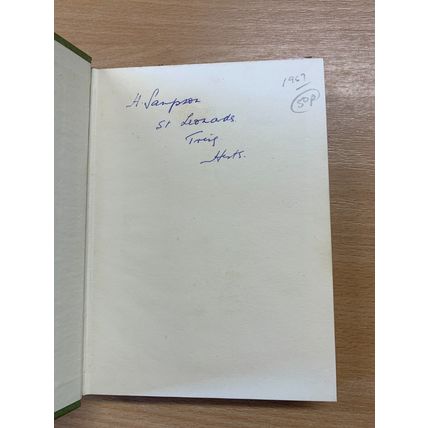 1967
50p
H. Sampson
St Leonards
Tring
Herts.